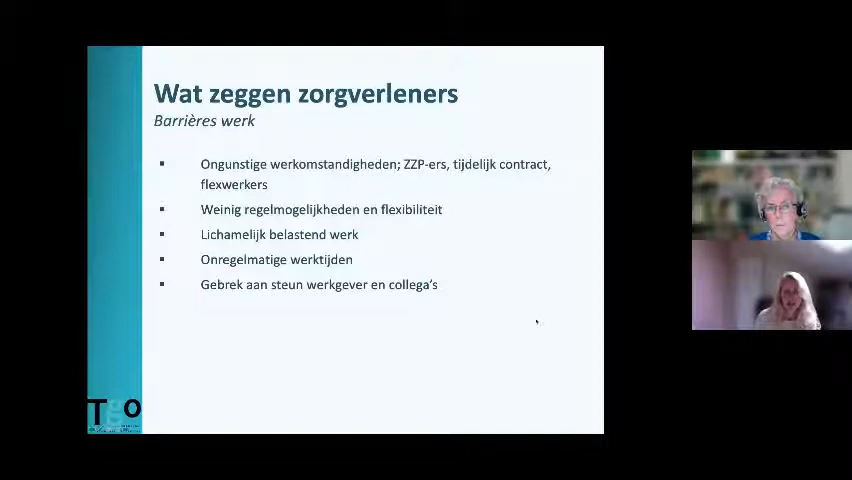 Wat zeggen zorgverleners
Barrières werk
▪ Ongunstige werkomstandigheden; ZZP-ers, tijdelijk contract,
flexwerkers
▪ Weinig regelmogelijkheden en flexibiliteit
▪ Lichamelijk belastend werk
▪ Onregelmatige werktijden
▪ Gebrek aan steun werkgever en collega’s
Tgo